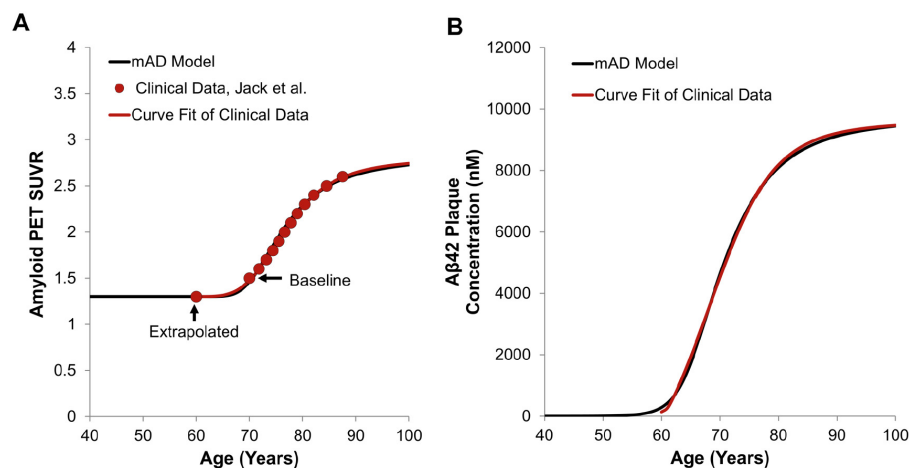 A
mAD Model
Clinical Data, Jack et al.
Curve Fit of Clinical Data
4
3.5
3
2.5
2
1.5
1
0.5
0
Amyloid PET SUVR
Baseline
Extrapolated
40 50 60 70 80 90 100
Age (Years)
B
mAD Model
Curve Fit of Clinical Data
12000
10000
8000
6000
4000
2000
0
Aβ42 Plaque
Concentration (nM)
40 50 60 70 80 90 100
Age (Years)